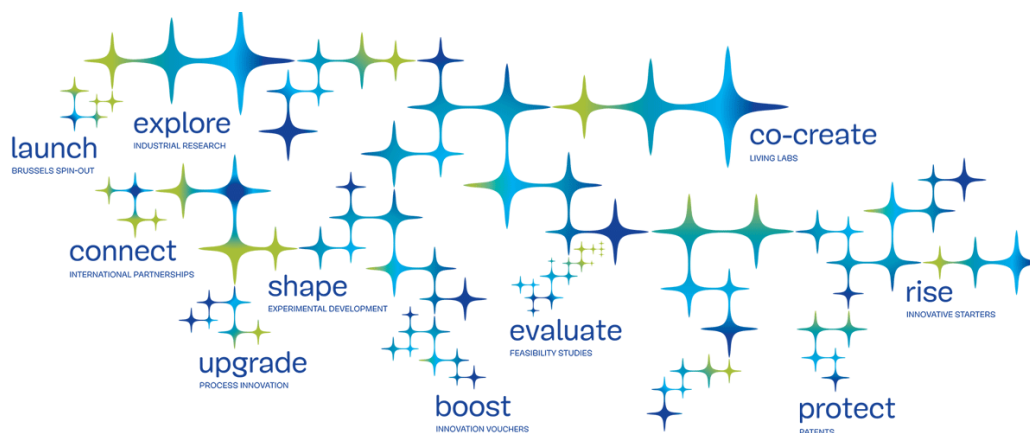 explore
INDUSTRIAL RESEARCH
co-create
LIVING LABS
launch
BRUSSELS SPIN-OUT
connect
INTERNATIONAL PARTNERSHIPS
shape
EXPERIMENTAL DEVELOPMENT
rise
INNOVATIVE STARTERS
evaluate
FEASIBILITY STUDIES
upgrade
PROCESS INNOVATION
boost
INNOVATION VOUCHERS
protect
PATENTS